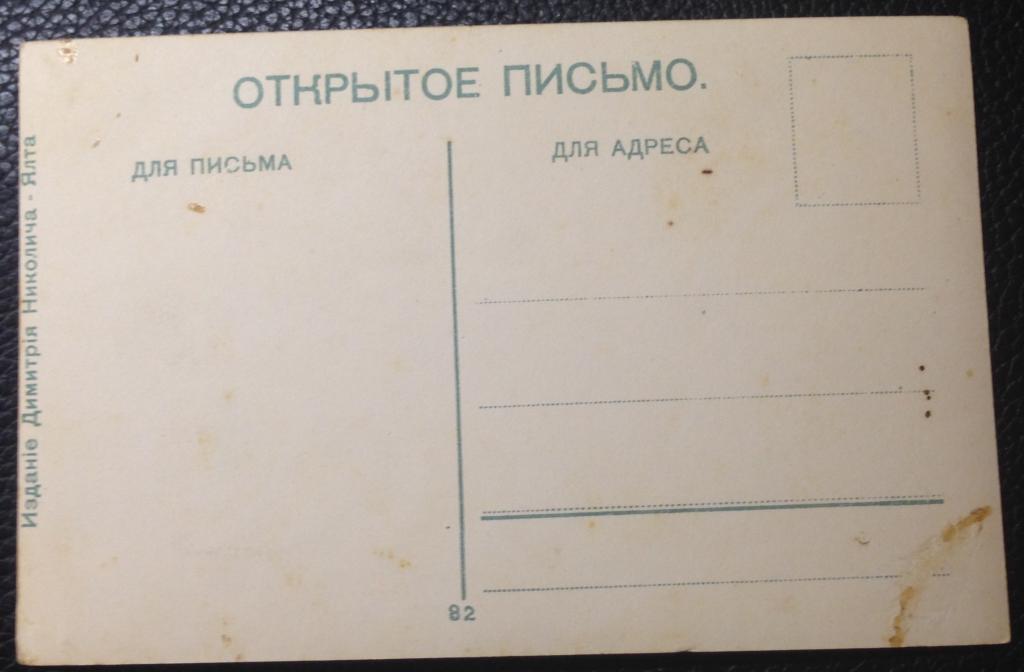 ОТКРЫТОЕ ПИСЬМО.
ДЛЯ ПИСЬМА
ДЛЯ АДРЕСА
Изданіе Димитрія Николича - Ялта
82